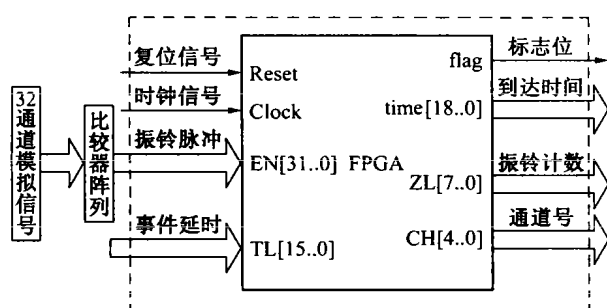 32通道模拟信号
比较器阵列
复位信号
时钟信号
振铃脉冲
事件延时
Reset
Clock
EN[31..0] FPGA
TL[15..0]
flag
time[18..0]
ZL[7..0]
CH[4..0]
标志位
到达时间
振铃计数
通道号